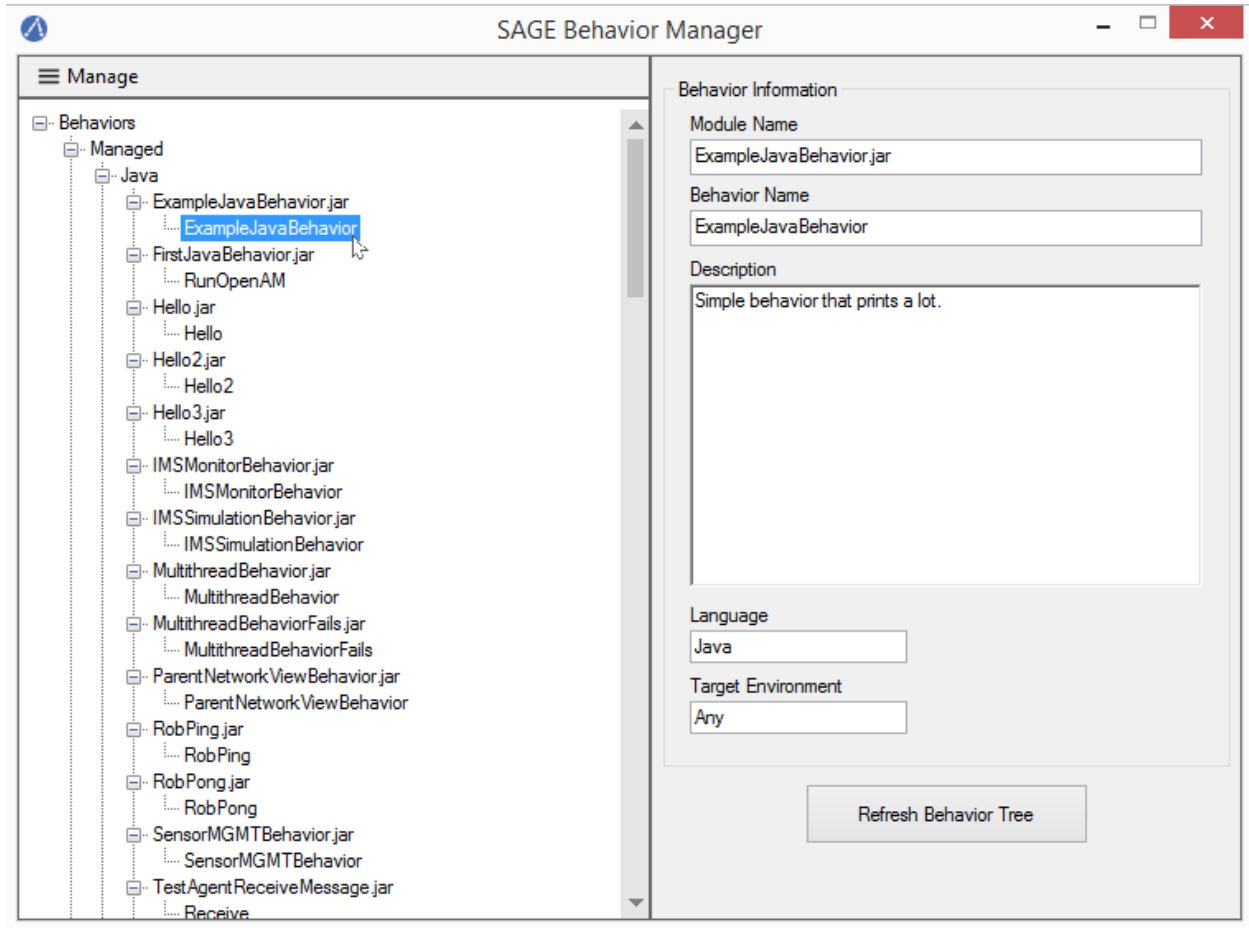 SAGE Behavior Manager
Manage
Behaviors
Managed
Java
ExampleJavaBehavior.jar
ExampleJavaBehavior
FirstJavaBehavior.jar
RunOpenAM
Hello.jar
Hello
Hello2.jar
Hello2
Hello3.jar
Hello3
IMSMonitorBehavior.jar
IMSMonitorBehavior
IMSSimulationBehavior.jar
IMSSimulationBehavior
MultithreadBehavior.jar
MultithreadBehavior
MultithreadBehaviorFails.jar
MultithreadBehaviorFails
ParentNetworkViewBehavior.jar
ParentNetworkViewBehavior
RobPing.jar
RobPing
RobPong.jar
RobPong
SensorMGMTBehavior.jar
SensorMGMTBehavior
TestAgentReceiveMessage.jar
Receive
Behavior Information
Module Name
ExampleJavaBehavior.jar
Behavior Name
ExampleJavaBehavior
Description
Simple behavior that prints a lot.
Language
Java
Target Environment
Any
Refresh Behavior Tree